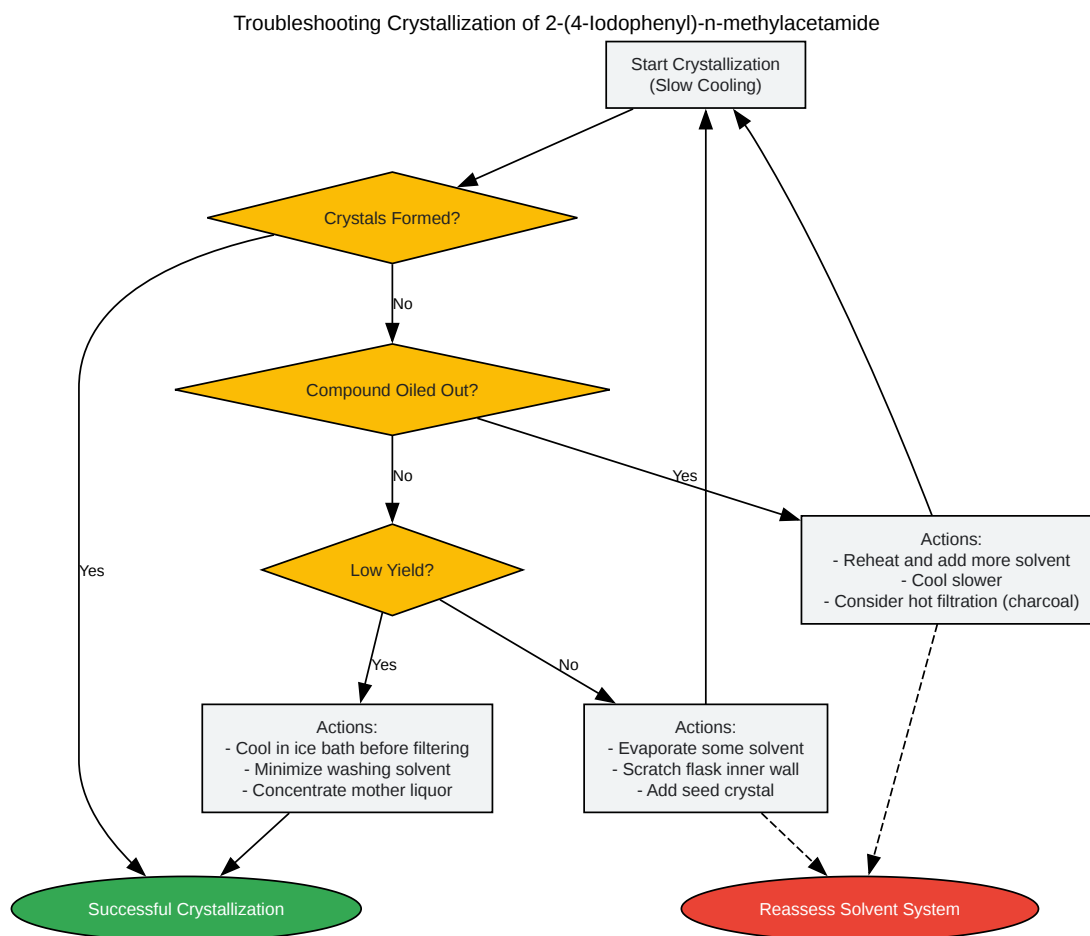 Troubleshooting Crystallization of 2-(4-Iodophenyl)-n-methylacetamide
Start Crystallization
(Slow Cooling)
Crystals Formed?
No
Compound Oiled Out?
No
Yes
Actions:
- Reheat and add more solvent
- Cool slower
- Consider hot filtration (charcoal)
Low Yield?
Yes
Yes
No
Actions:
- Cool in ice bath before filtering
- Minimize washing solvent
- Concentrate mother liquor
Actions:
- Evaporate some solvent
- Scratch flask inner wall
- Add seed crystal
Successful Crystallization
Reassess Solvent System